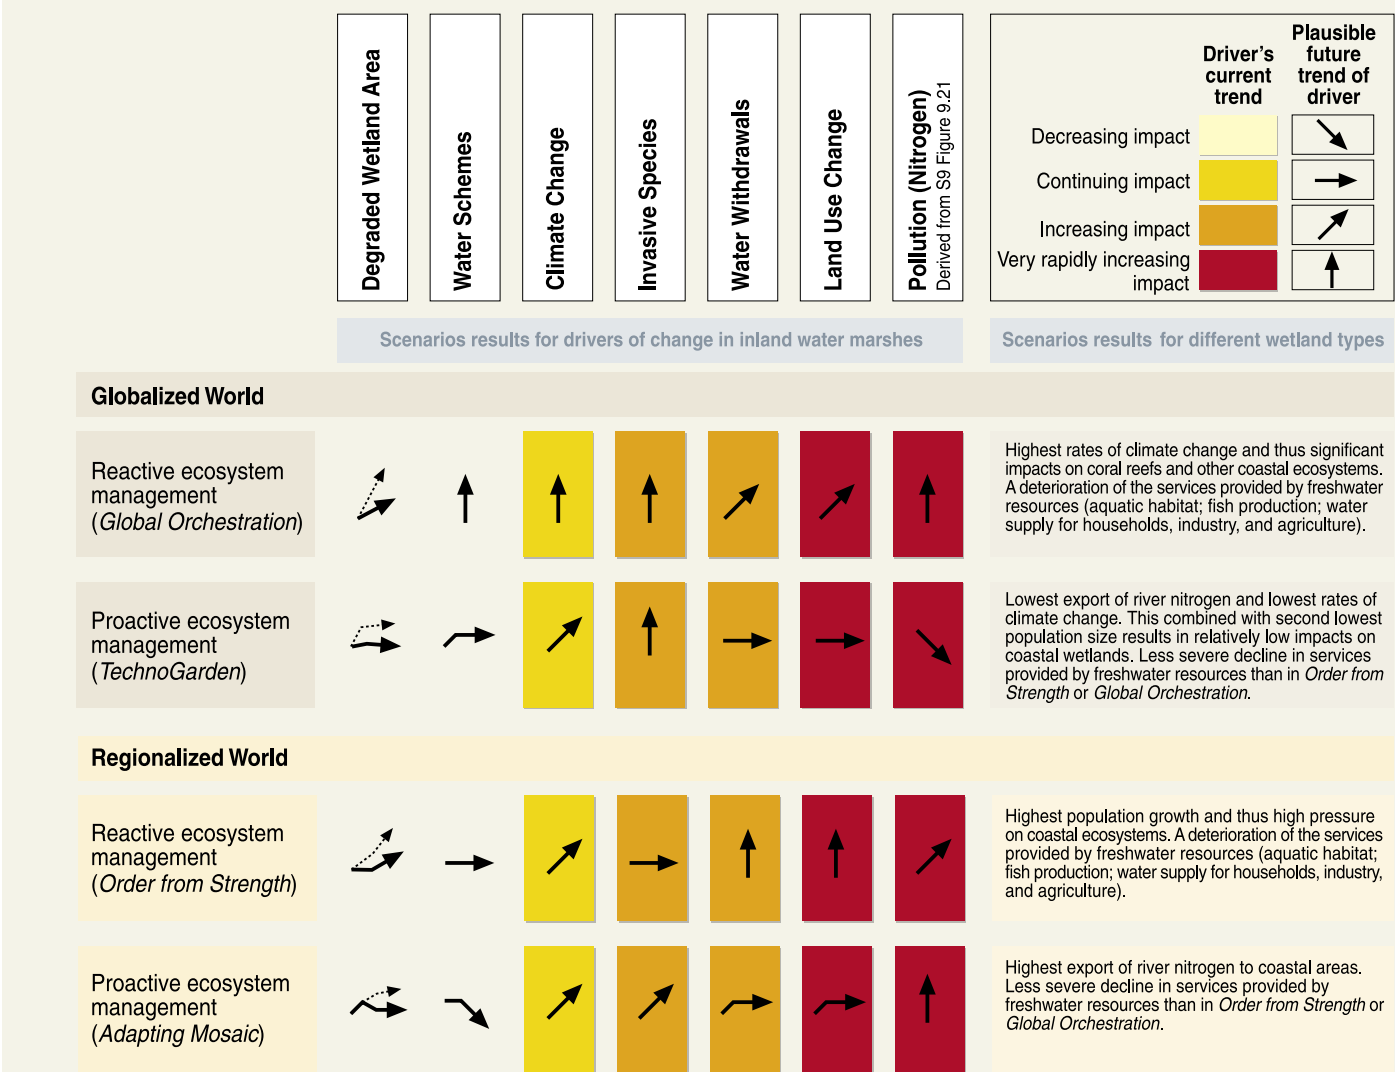 Degraded Wetland Area
Water Schemes
Climate Change
Invasive Species
Water Withdrawals
Land Use Change
Pollution (Nitrogen)
Derived from S9 Figure 9.21
Driver's
current
trend
Plausible
future
trend of
driver
Decreasing impact
Continuing impact
Increasing impact
Very rapidly increasing
impact
Scenarios results for drivers of change in inland water marshes
Scenarios results for different wetland types
Globalized World
Reactive ecosystem
management
(Global Orchestration)
Highest rates of climate change and thus significant
impacts on coral reefs and other coastal ecosystems.
A deterioration of the services provided by freshwater
resources (aquatic habitat; fish production; water
supply for households, industry, and agriculture).
Proactive ecosystem
management
(TechnoGarden)
Lowest export of river nitrogen and lowest rates of
climate change. This combined with second lowest
population size results in relatively low impacts on
coastal wetlands. Less severe decline in services
provided by freshwater resources than in Order from
Strength or Global Orchestration.
Regionalized World
Reactive ecosystem
management
(Order from Strength)
Highest population growth and thus high pressure
on coastal ecosystems. A deterioration of the services
provided by freshwater resources (aquatic habitat;
fish production; water supply for households, industry,
and agriculture).
Proactive ecosystem
management
(Adapting Mosaic)
Highest export of river nitrogen to coastal areas.
Less severe decline in services provided by
freshwater resources than in Order from Strength or
Global Orchestration.